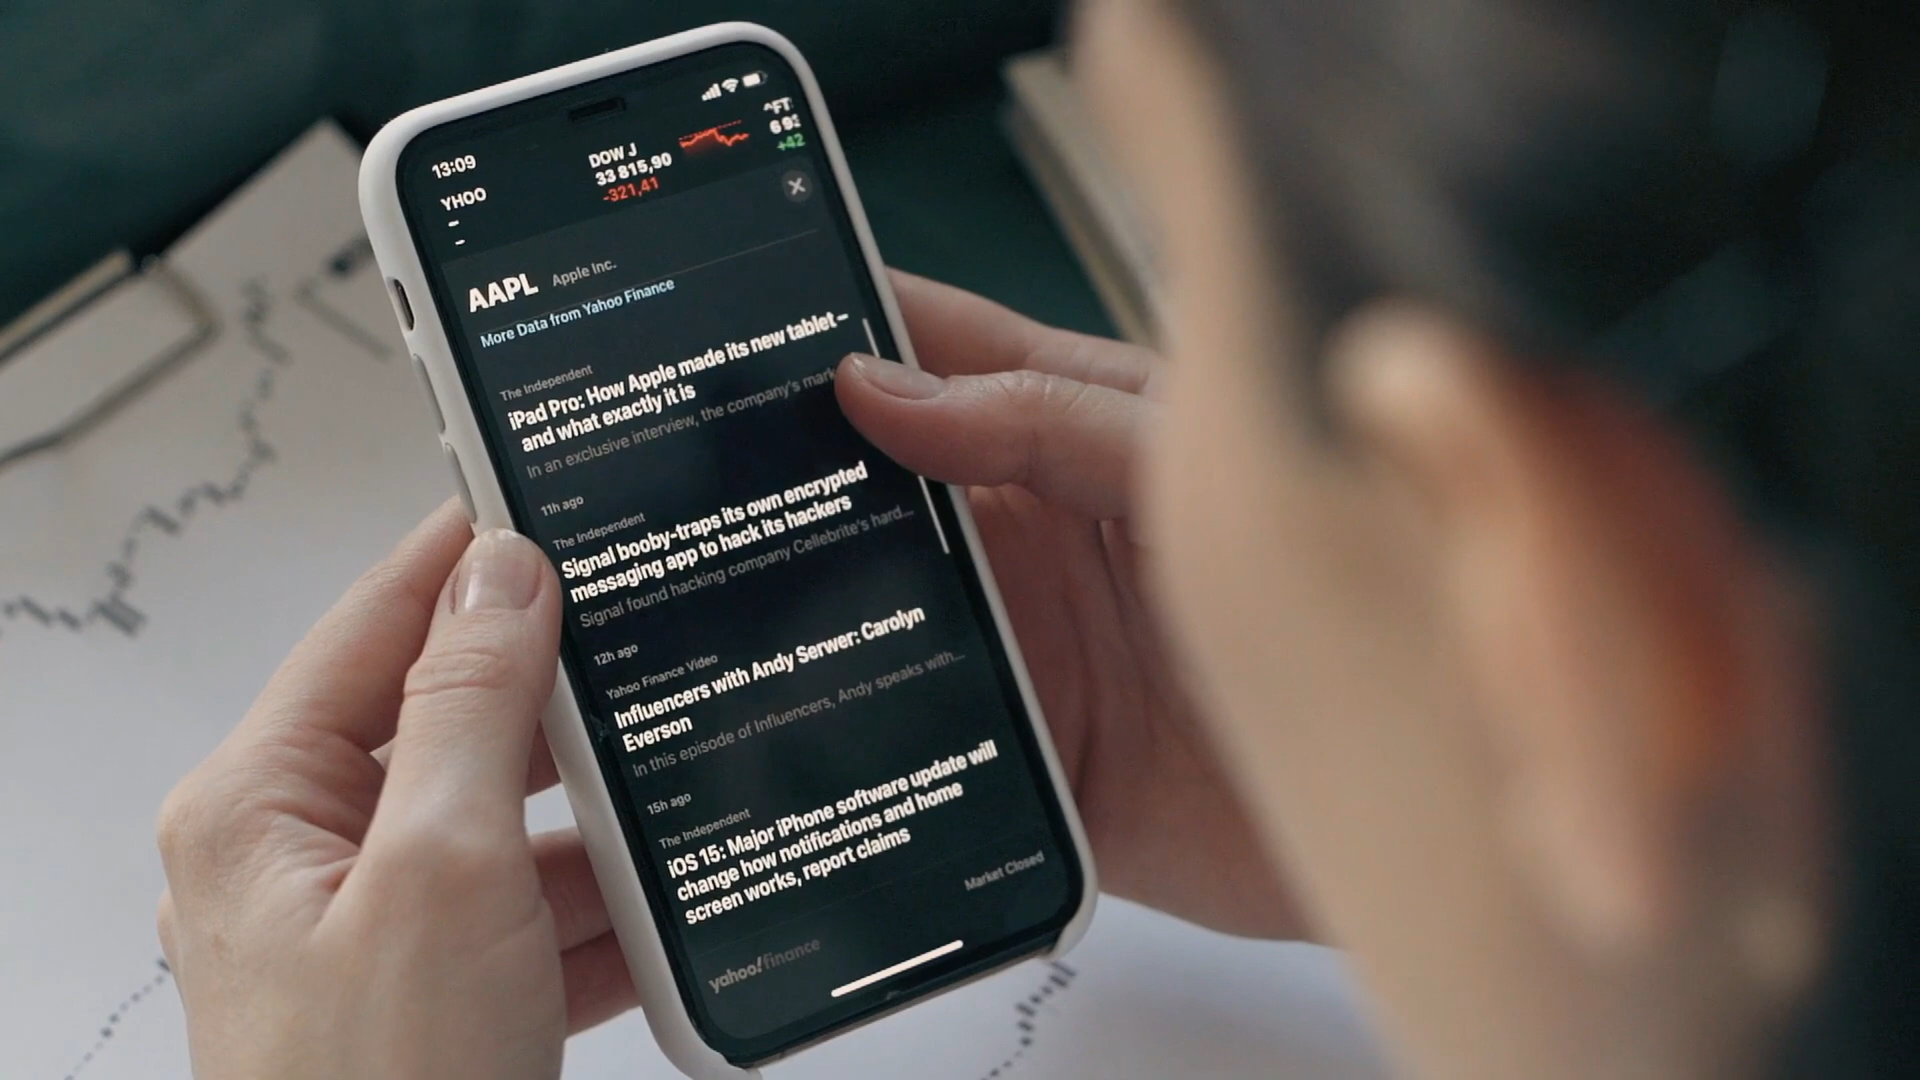 13:09
YHOO
-
-
DOW J
33 815,90
-321,41
^FT
6 93
+42
AAPL Apple Inc.
More Data from Yahoo Finance
The Independent
iPad Pro: How Apple made its new tablet –
and what exactly it is
In an exclusive interview, the company's mark
11h ago
The Independent
Signal booby-traps its own encrypted
messaging app to hack its hackers
Signal found hacking company Cellebrite's hard...
12h ago
Yahoo Finance Video
Influencers with Andy Serwer: Carolyn
Everson
In this episode of Influencers, Andy speaks with...
15h ago
The Independent
iOS 15: Major iPhone software update will
change how notifications and home
screen works, report claims
yahoo!finance
Market Closed